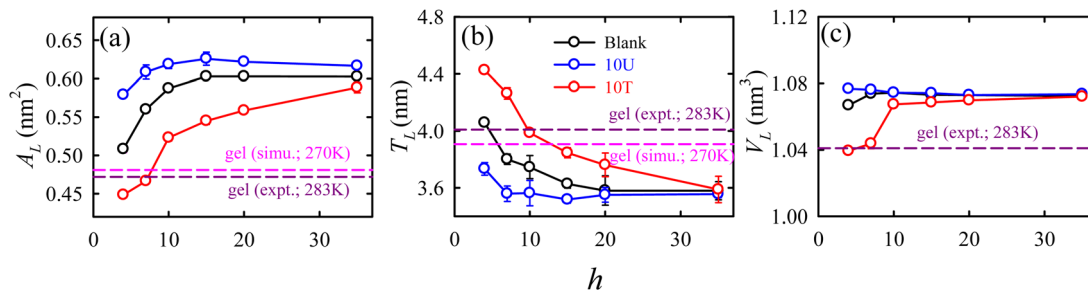 (a)
A_L (nm²)
0.65
0.60
0.55
0.50
0.45
gel (simu.; 270K)
gel (expt.; 283K)
0 10 20 30
(b)
T_L (nm)
4.8
4.4
4.0
3.6
Blank
10U
10T
gel (expt.; 283K)
gel (simu.; 270K)
0 10 20 30
(c)
V_L (nm³)
1.12
1.08
1.04
1.00
gel (expt.; 283K)
0 10 20 30
h